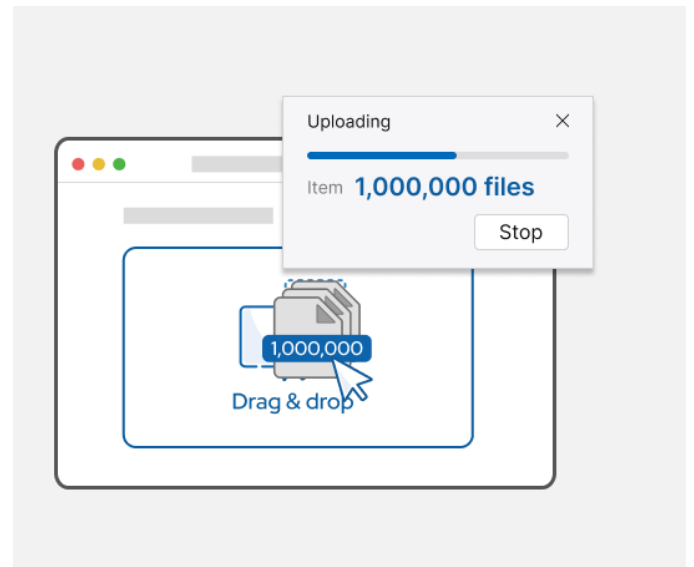 Uploading
Item 1,000,000 files
Stop
1,000,000
Drag & drop